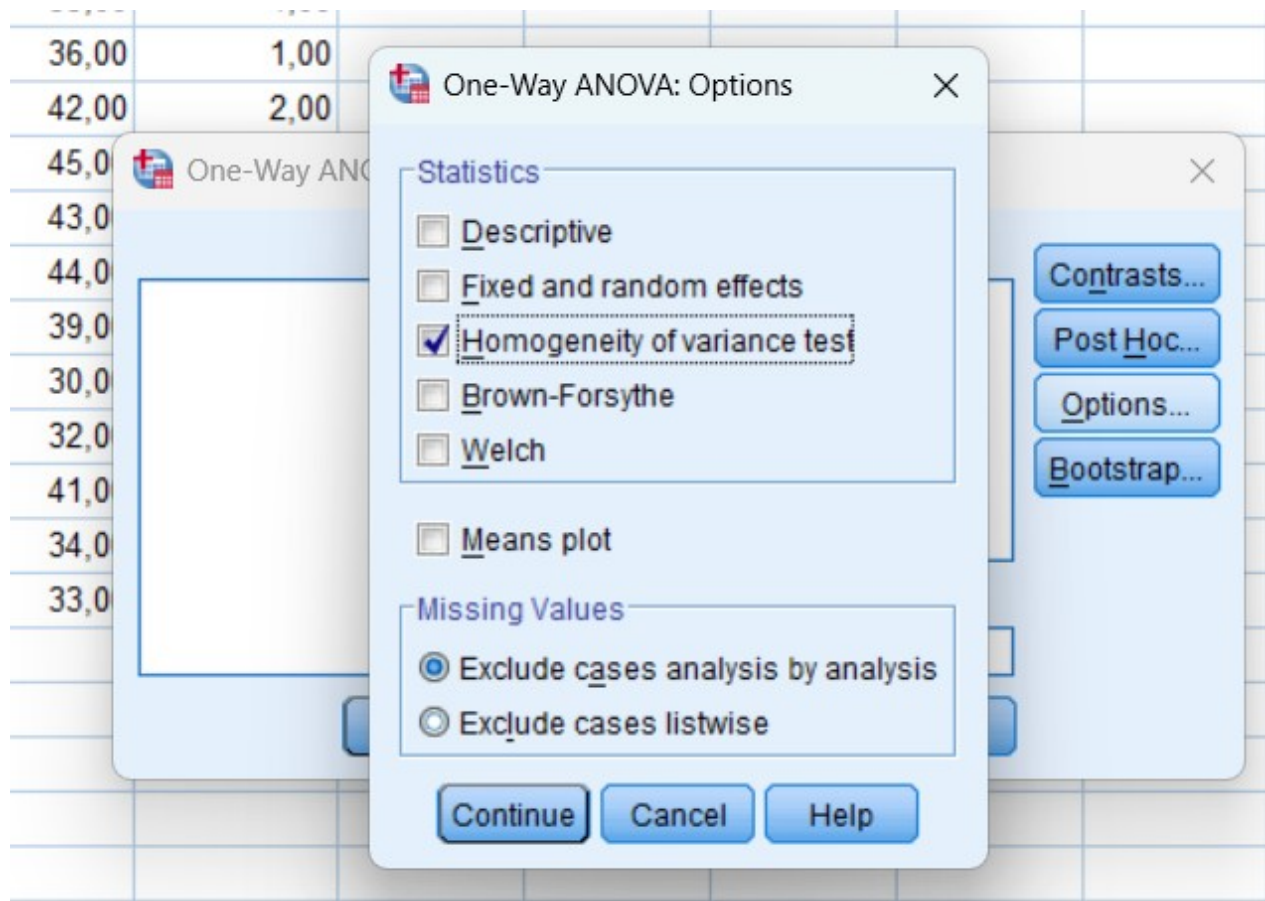 36,00 1,00
42,00 2,00
45,0
43,0
44,0
39,0
30,0
32,0
41,0
34,0
33,0
One-Way ANO
Contrasts...
Post Hoc...
Options...
Bootstrap...
One-Way ANOVA: Options
Statistics
Descriptive
Fixed and random effects
Homogeneity of variance test
Brown-Forsythe
Welch
Means plot
Missing Values
Exclude cases analysis by analysis
Exclude cases listwise
Continue Cancel Help